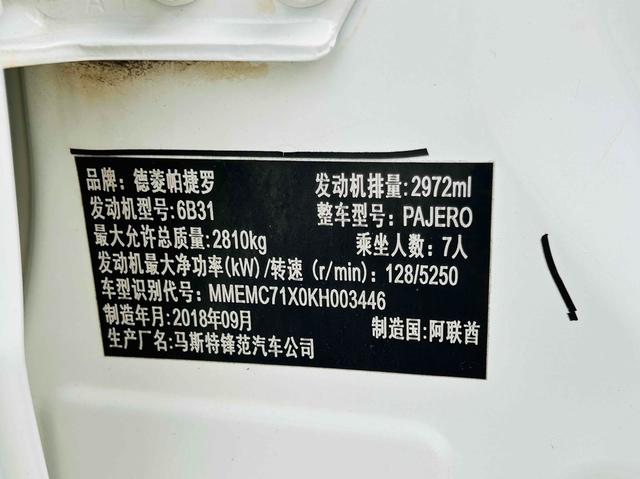 品牌：德菱帕捷罗 发动机排量：2972ml
发动机型号：6B31 整车型号：PAJERO
最大允许总质量：2810kg 乘坐人数：7人
发动机最大净功率(kW)/转速（r/min）：128/5250
车型识别代号：MMEMC71X0KH003446
制造年月：2018年09月 制造国：阿联酋
生产厂名：马斯特锋范汽车公司